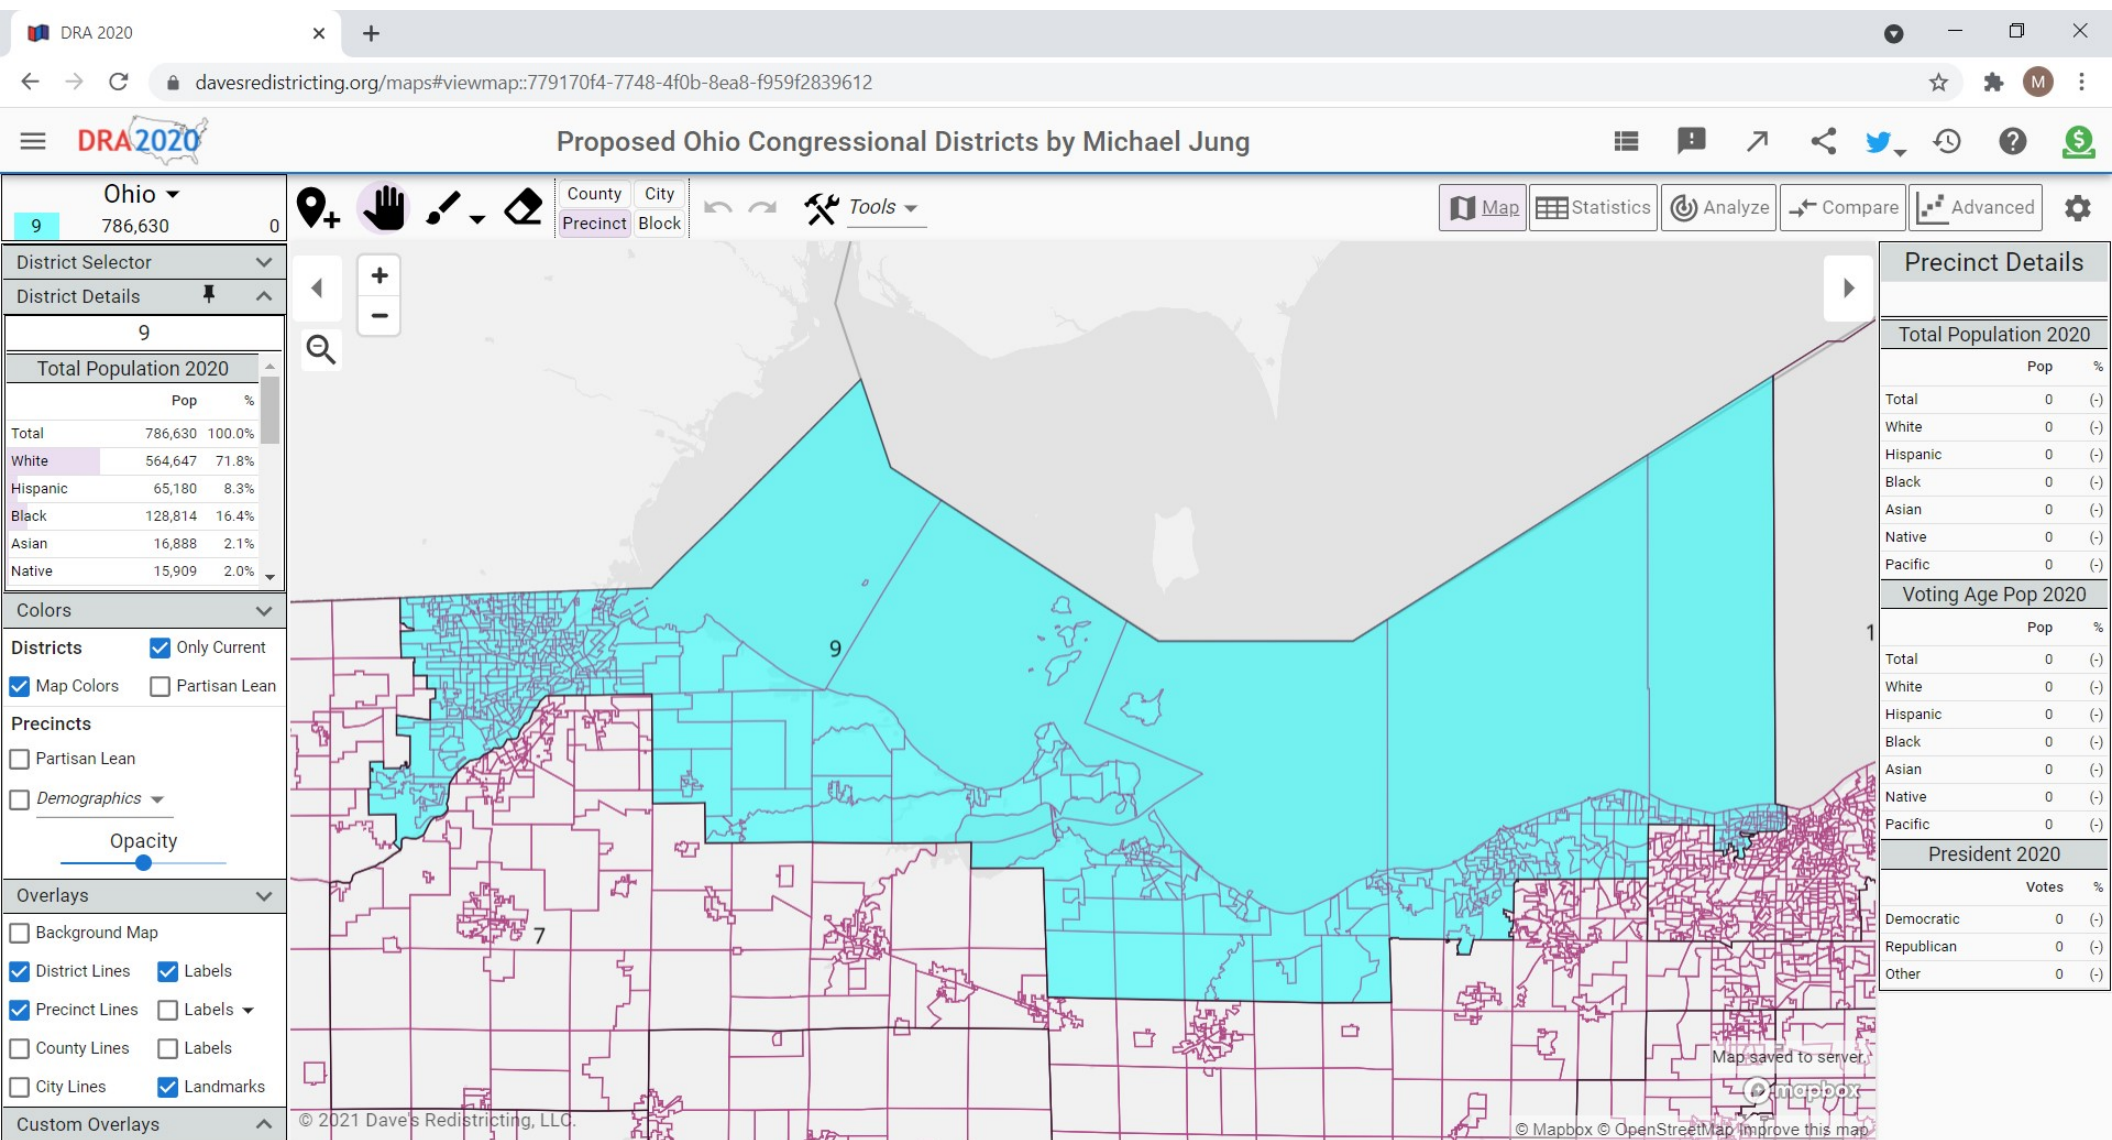 DRA 2020
davesredistricting.org/maps#viewmap::779170f4-7748-4f0b-8ea8-f959f2839612
M
DRA2020
Proposed Ohio Congressional Districts by Michael Jung
Ohio
9 786,630 0
County City
Precinct Block
Tools
Map Statistics Analyze Compare Advanced
District Selector
District Details
9
Total Population 2020
Pop %
Total 786,630 100.0%
White 564,647 71.8%
Hispanic 65,180 8.3%
Black 128,814 16.4%
Asian 16,888 2.1%
Native 15,909 2.0%
Colors
Districts Only Current
Map Colors Partisan Lean
Precincts
Partisan Lean
Demographics
Opacity
Overlays
Background Map
District Lines Labels
Precinct Lines Labels
County Lines Labels
City Lines Landmarks
Custom Overlays
9
7
1
Map saved to server.
mapbox
© 2021 Dave's Redistricting, LLC.
© Mapbox © OpenStreetMap Improve this map
Precinct Details
Total Population 2020
Pop %
Total 0 (-)
White 0 (-)
Hispanic 0 (-)
Black 0 (-)
Asian 0 (-)
Native 0 (-)
Pacific 0 (-)
Voting Age Pop 2020
Pop %
Total 0 (-)
White 0 (-)
Hispanic 0 (-)
Black 0 (-)
Asian 0 (-)
Native 0 (-)
Pacific 0 (-)
President 2020
Votes %
Democratic 0 (-)
Republican 0 (-)
Other 0 (-)